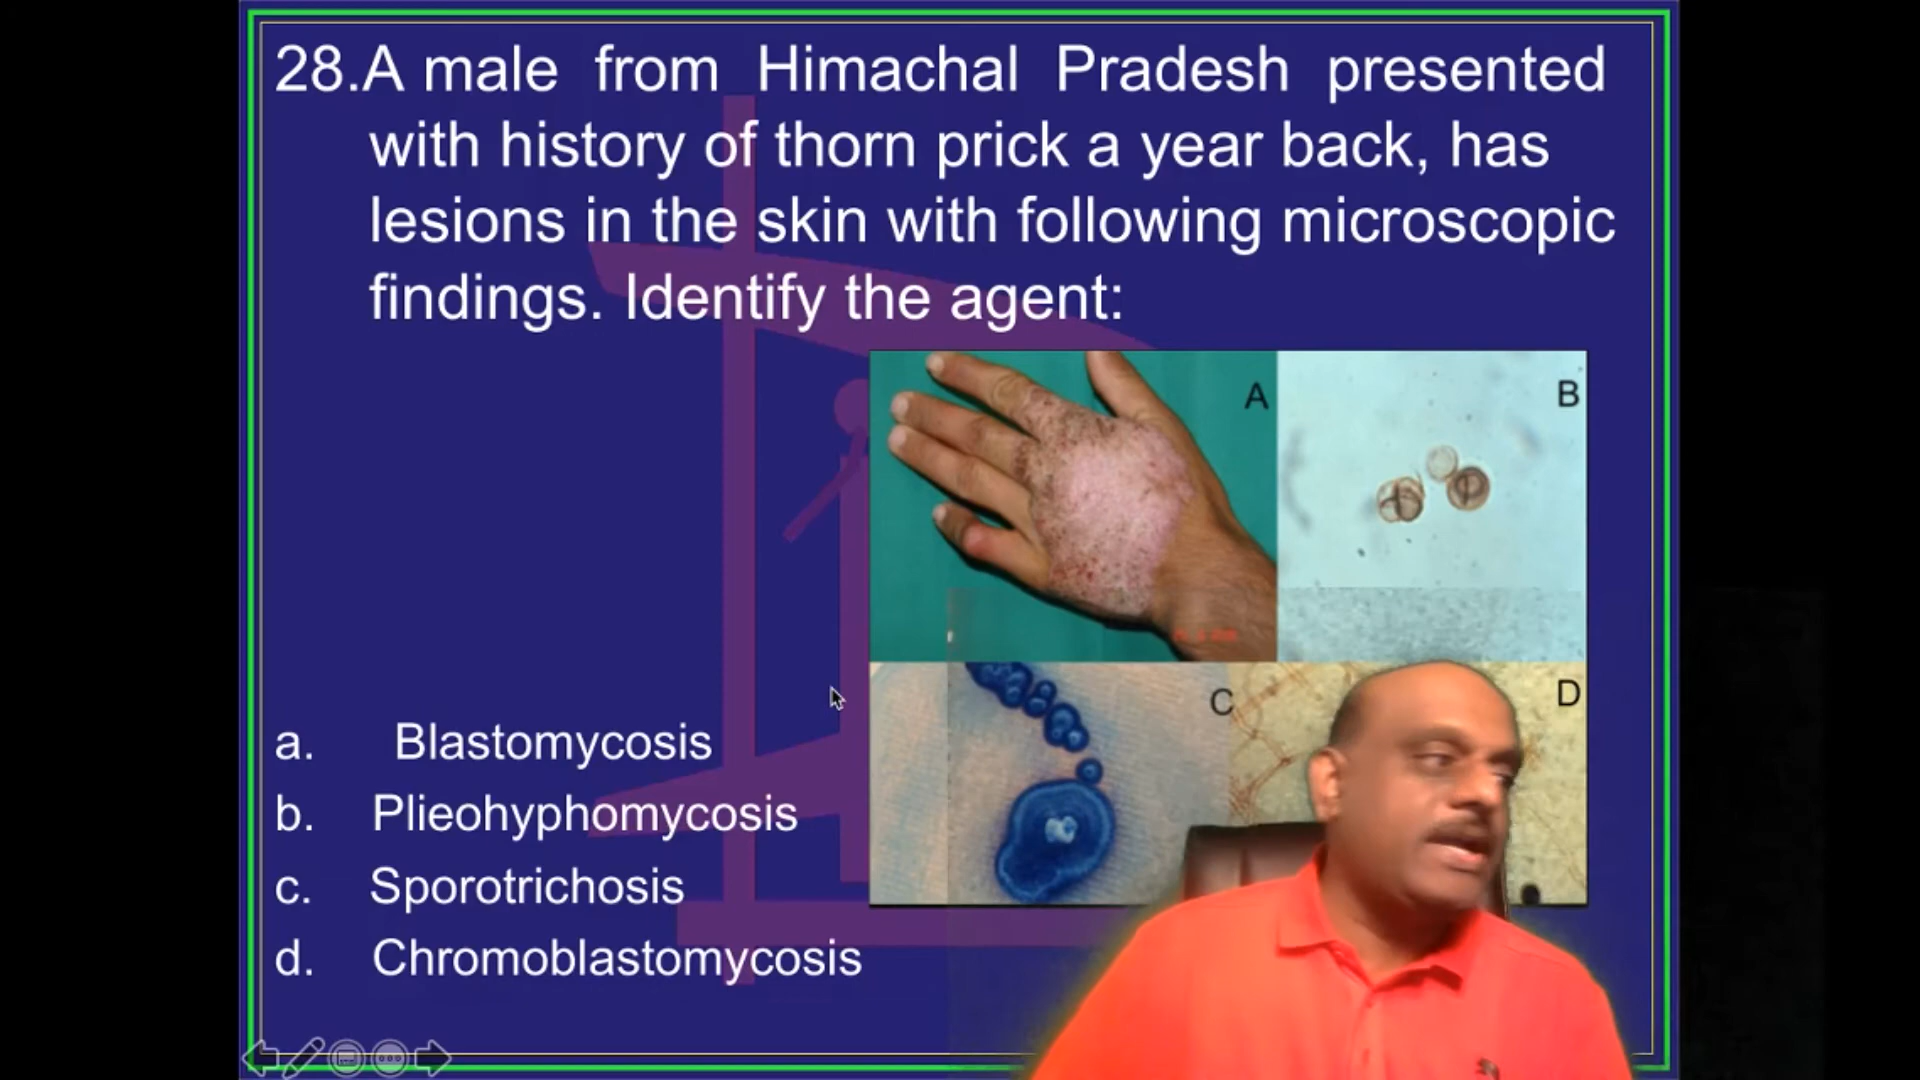 28.A male from Himachal Pradesh presented
with history of thorn prick a year back, has
lesions in the skin with following microscopic
findings. Identify the agent:
A
B
C
D
a. Blastomycosis
b. Plieohyphomycosis
c. Sporotrichosis
d. Chromoblastomycosis